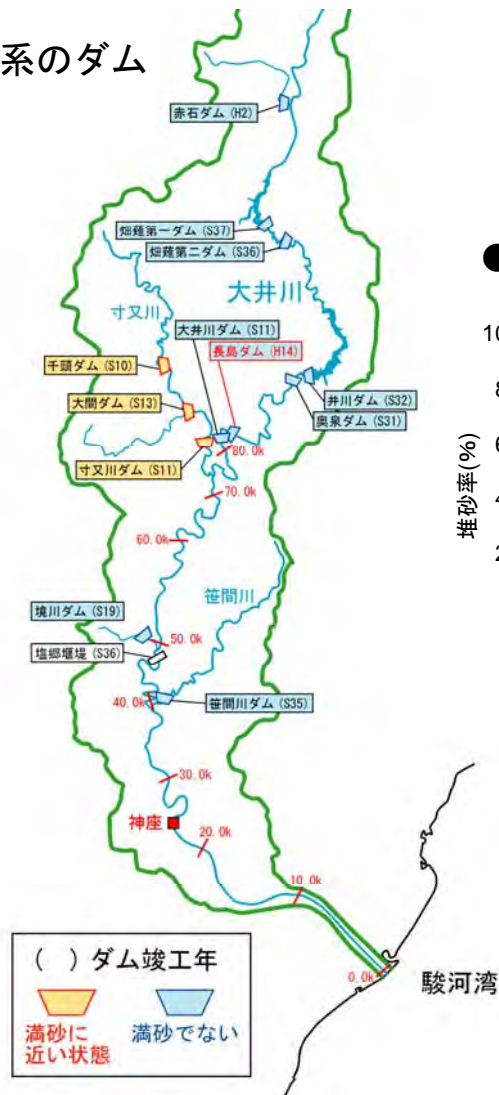 系のダム
赤石ダム (H2)
畑薙第一ダム (S37)
畑薙第二ダム (S36)
大井川
寸又川
大井川ダム (S11)
長島ダム (H14)
千頭ダム (S10)
大間ダム (S13)
井川ダム (S32)
奥泉ダム (S31)
寸又川ダム (S11)
80.0k
70.0k
60.0k
笹間川
境川ダム (S19)
50.0k
塩郷堰堤 (S36)
40.0k
笹間川ダム (S35)
30.0k
神座
20.0k
10.0k
0.0k
駿河湾
( ) ダム竣工年
満砂に
近い状態
満砂でない
堆砂率(%)